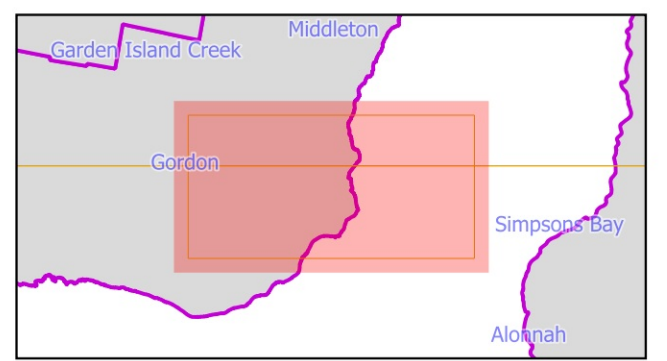 Middleton
Garden Island Creek
Gordon
Simpsons Bay
Alonnah